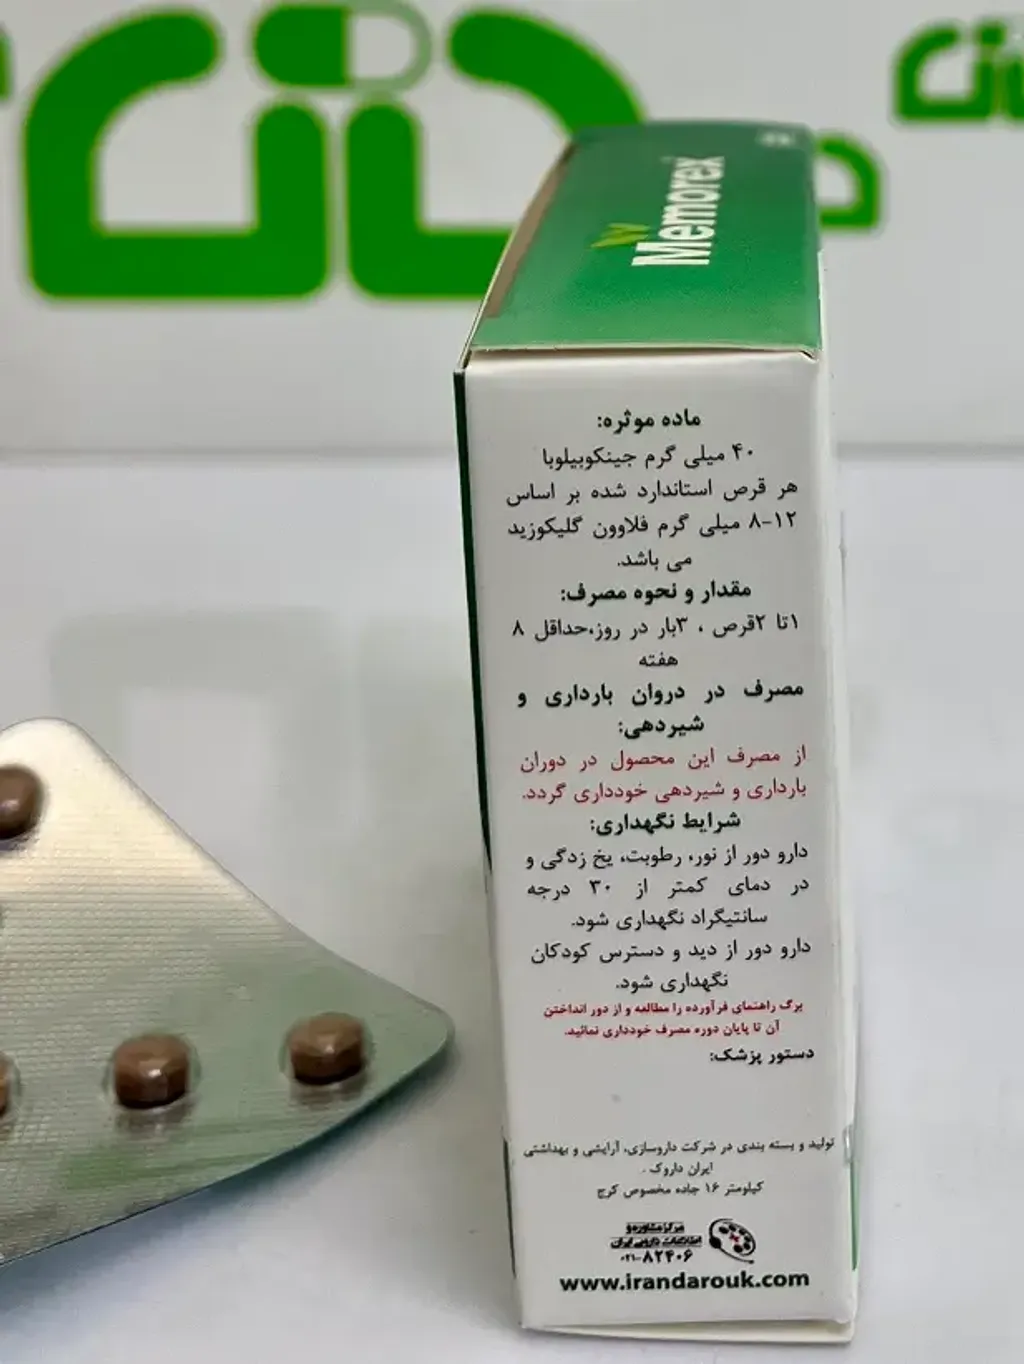 Memorex
ماده موثره:
۴۰ میلی گرم جینکوبیلوبا
هر قرص استاندارد شده بر اساس
۸-۱۲ میلی گرم فلاوون گلیکوزید
می باشد.
مقدار و نحوه مصرف:
۱تا ۲قرص ، ۳بار در روز،حداقل ۸
هفته
مصرف در دروان بارداری و
شیردهی:
از مصرف این محصول در دوران
بارداری و شیردهی خودداری گردد.
شرایط نگهداری:
دارو دور از نور، رطوبت، یخ زدگی و
در دمای کمتر از ۳۰ درجه
سانتیگراد نگهداری شود.
دارو دور از دید و دسترس کودکان
نگهداری شود.
برگ راهنمای فرآورده را مطالعه و از دور انداختن
آن تا پایان دوره مصرف خودداری نمائید.
دستور پزشک:
تولید و بسته بندی در شرکت داروسازی، آرایشی و بهداشتی
ایران داروک .
کیلومتر ۱۶ جاده مخصوص کرج
مرکز مشاوره و
اطلاعات دارویی ایران
۰۲۱-۸۲۴۰۶
www.irandarouk.com